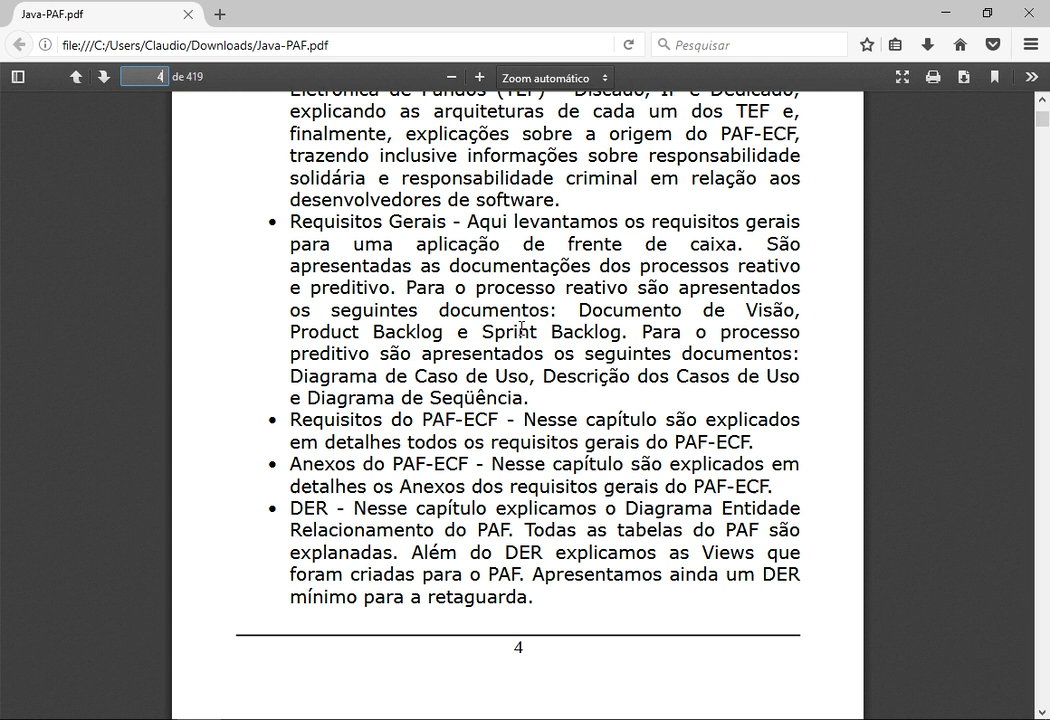 Java-PAF.pdf
file:///C:/Users/Claudio/Downloads/Java-PAF.pdf
Pesquisar
4 de 419
Zoom automático
Eletrônica de Fundos (TEF) - Discado, IP e Dedicado,
explicando as arquiteturas de cada um dos TEF e,
finalmente, explicações sobre a origem do PAF-ECF,
trazendo inclusive informações sobre responsabilidade
solidária e responsabilidade criminal em relação aos
desenvolvedores de software.
• Requisitos Gerais - Aqui levantamos os requisitos gerais
para uma aplicação de frente de caixa. São
apresentadas as documentações dos processos reativo
e preditivo. Para o processo reativo são apresentados
os seguintes documentos: Documento de Visão,
Product Backlog e Sprint Backlog. Para o processo
preditivo são apresentados os seguintes documentos:
Diagrama de Caso de Uso, Descrição dos Casos de Uso
e Diagrama de Seqüência.
• Requisitos do PAF-ECF - Nesse capítulo são explicados
em detalhes todos os requisitos gerais do PAF-ECF.
• Anexos do PAF-ECF - Nesse capítulo são explicados em
detalhes os Anexos dos requisitos gerais do PAF-ECF.
• DER - Nesse capítulo explicamos o Diagrama Entidade
Relacionamento do PAF. Todas as tabelas do PAF são
explanadas. Além do DER explicamos as Views que
foram criadas para o PAF. Apresentamos ainda um DER
mínimo para a retaguarda.
4